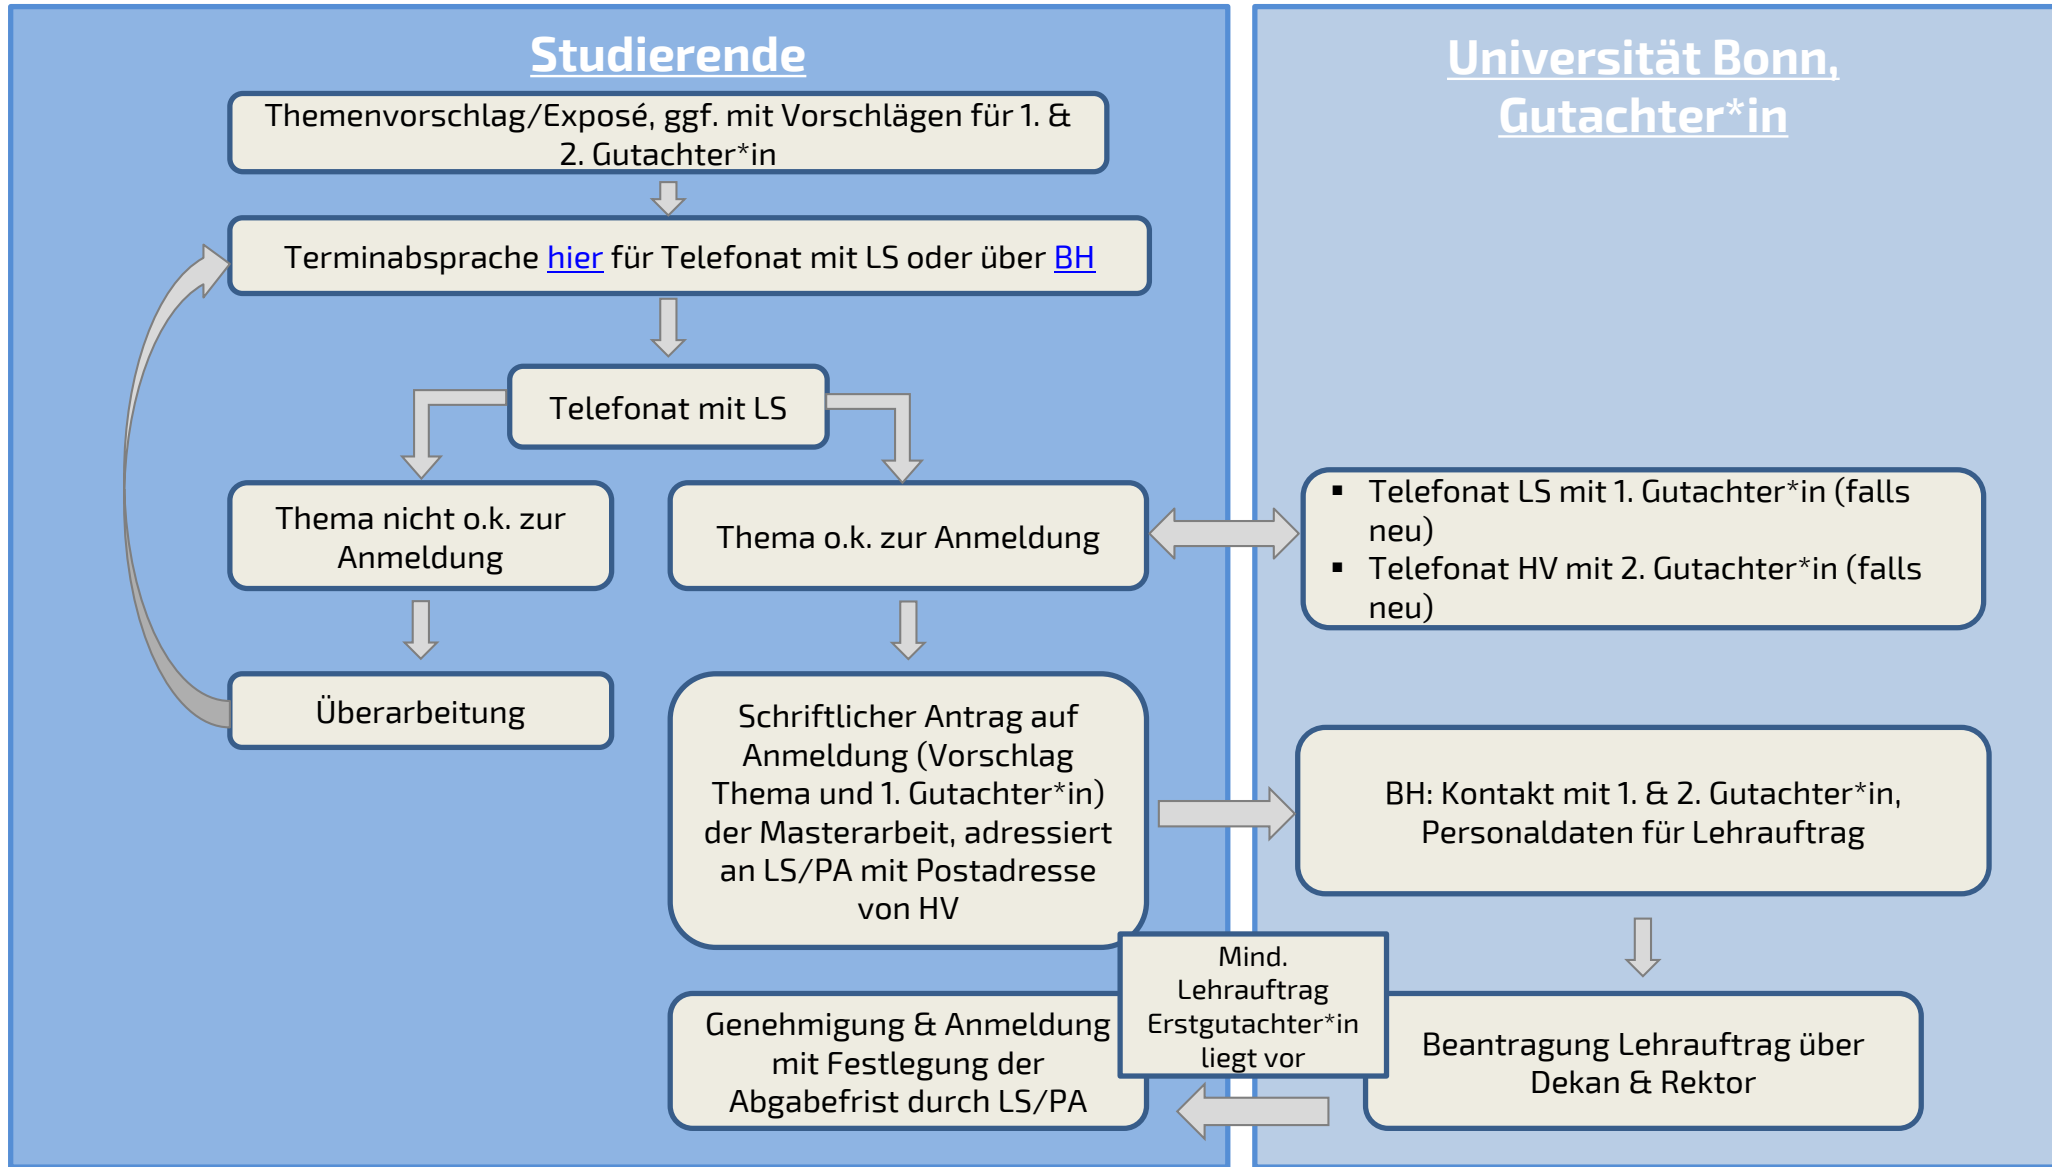 Studierende
Themenvorschlag/Exposé, ggf. mit Vorschlägen für 1. &
2. Gutachter*in
Terminabsprache hier für Telefonat mit LS oder über BH
Telefonat mit LS
Thema nicht o.k. zur
Anmeldung
Thema o.k. zur Anmeldung
Überarbeitung
Schriftlicher Antrag auf
Anmeldung (Vorschlag
Thema und 1. Gutachter*in)
der Masterarbeit, adressiert
an LS/PA mit Postadresse
von HV
Genehmigung & Anmeldung
mit Festlegung der
Abgabefrist durch LS/PA
Mind.
Lehrauftrag
Erstgutachter*in
liegt vor
Universität Bonn,
Gutachter*in
▪ Telefonat LS mit 1. Gutachter*in (falls
neu)
▪ Telefonat HV mit 2. Gutachter*in (falls
neu)
BH: Kontakt mit 1. & 2. Gutachter*in,
Personaldaten für Lehrauftrag
Beantragung Lehrauftrag über
Dekan & Rektor